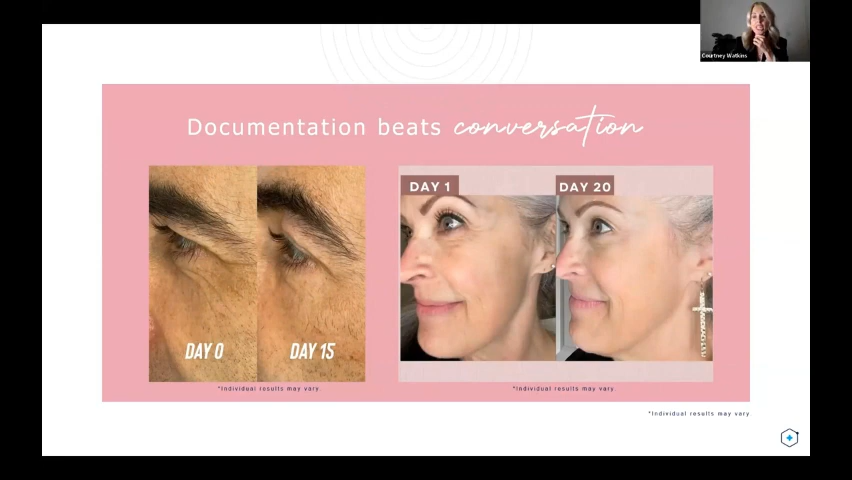 Courtney Watkins
Documentation beats conversation
DAY 0
DAY 15
*Individual results may vary.
DAY 1
DAY 20
*Individual results may vary.
*Individual results may vary.